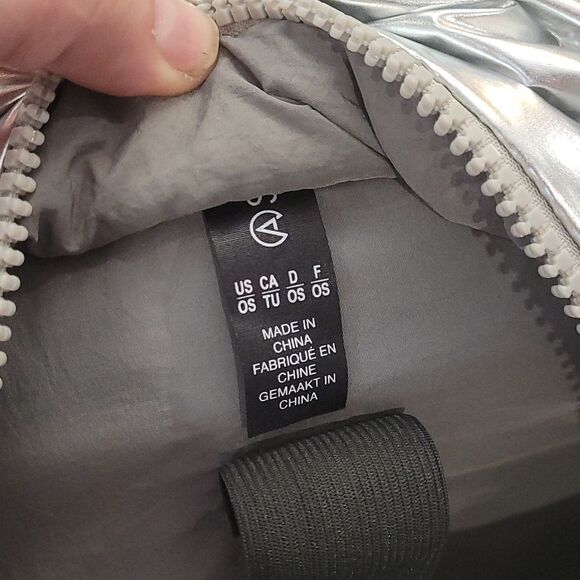 US CA D F
OS TU OS OS
MADE IN
CHINA
FABRIQUÉ EN
CHINE
GEMAAKT IN
CHINA